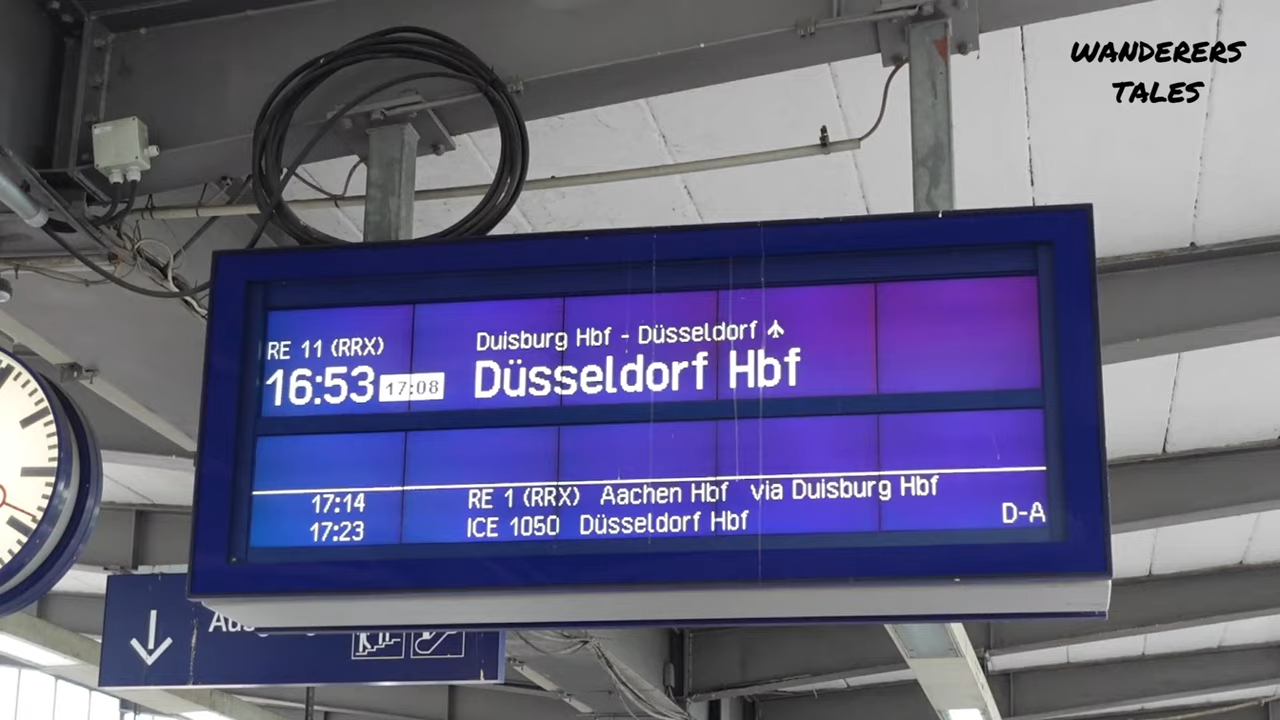 WANDERERS
TALES
RE 11 (RRX)
Duisburg Hbf - Düsseldorf
16:53 17:08 Düsseldorf Hbf
17:14 RE 1 (RRX) Aachen Hbf via Duisburg Hbf
17:23 ICE 1050 Düsseldorf Hbf D-A